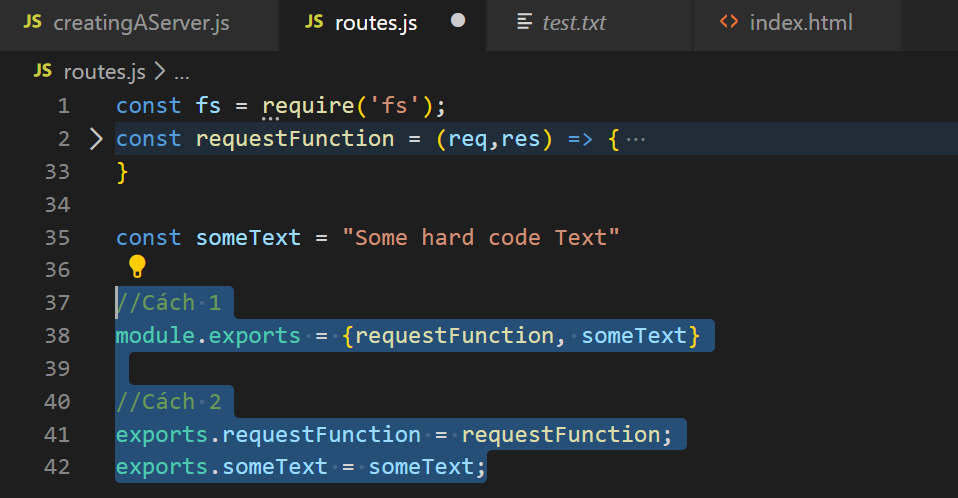 JS creatingAServer.js JS routes.js test.txt <> index.html
JS routes.js > ...
1 const fs = require('fs');
2 const requestFunction = (req,res) => { ...
33 }
34
35 const someText = "Some hard code Text"
36
37 //Cách 1
38 module.exports = {requestFunction, someText}
39
40 //Cách 2
41 exports.requestFunction = requestFunction;
42 exports.someText = someText;